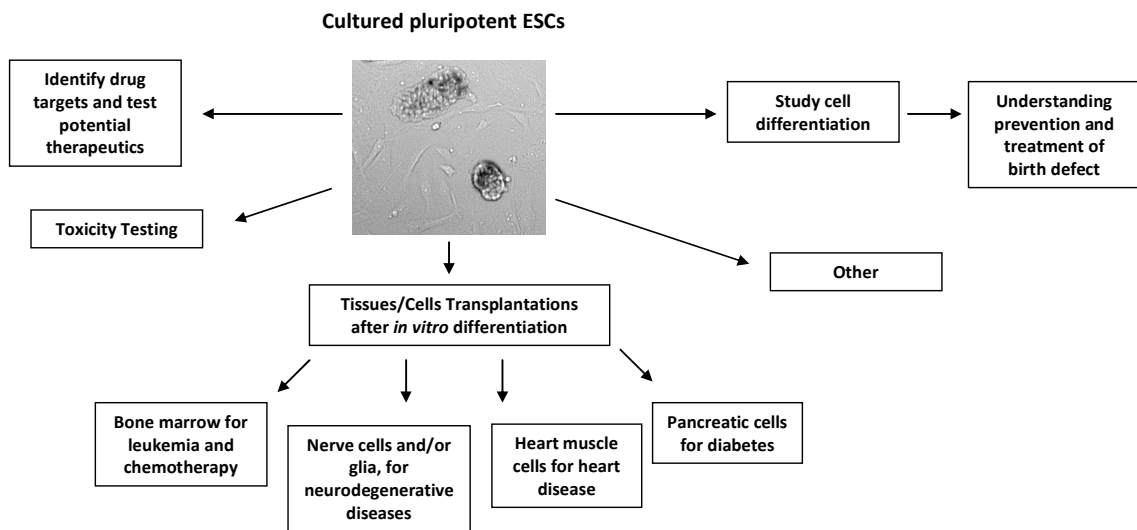 Cultured pluripotent ESCs
Identify drug
targets and test
potential
therapeutics
Study cell
differentiation
Understanding
prevention and
treatment of
birth defect
Toxicity Testing
Other
Tissues/Cells Transplantations
after in vitro differentiation
Bone marrow for
leukemia and
chemotherapy
Nerve cells and/or
glia, for
neurodegenerative
diseases
Heart muscle
cells for heart
disease
Pancreatic cells
for diabetes